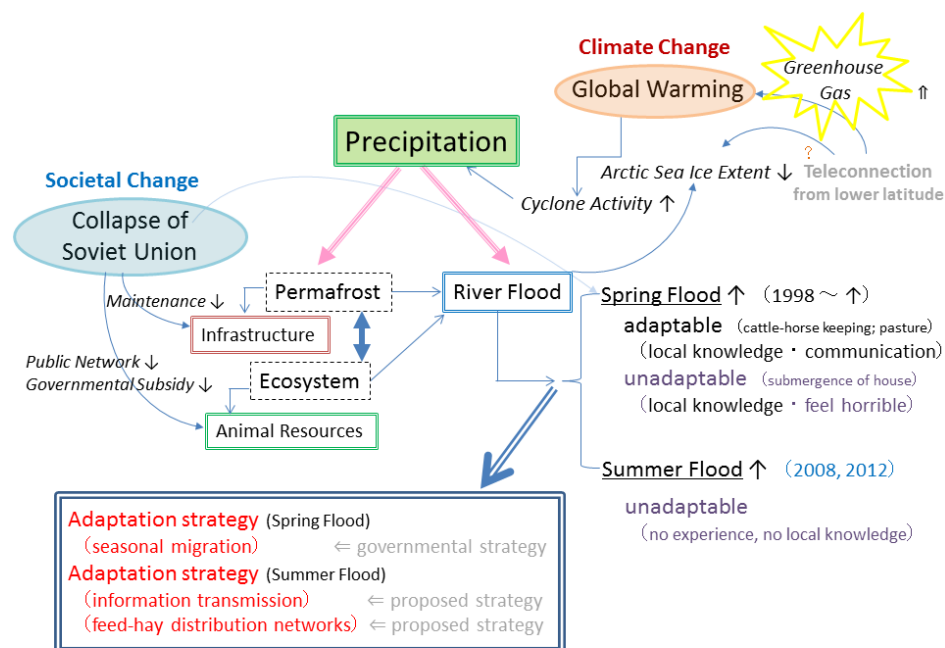 Climate Change
Global Warming
Greenhouse
Gas
⇑
Precipitation
Societal Change
Collapse of
Soviet Union
Arctic Sea Ice Extent ↓
?
Teleconnection
from lower latitude
Cyclone Activity ↑
Maintenance ↓
Permafrost
River Flood
Infrastructure
Public Network ↓
Governmental Subsidy ↓
Ecosystem
Animal Resources
Spring Flood ↑ (1998～ ↑)
adaptable (cattle-horse keeping; pasture)
(local knowledge・communication)
unadaptable (submergence of house)
(local knowledge・feel horrible)
Summer Flood ↑ (2008, 2012)
unadaptable
(no experience, no local knowledge)
Adaptation strategy (Spring Flood)
(seasonal migration) ⇐ governmental strategy
Adaptation strategy (Summer Flood)
(information transmission) ⇐ proposed strategy
(feed-hay distribution networks) ⇐ proposed strategy